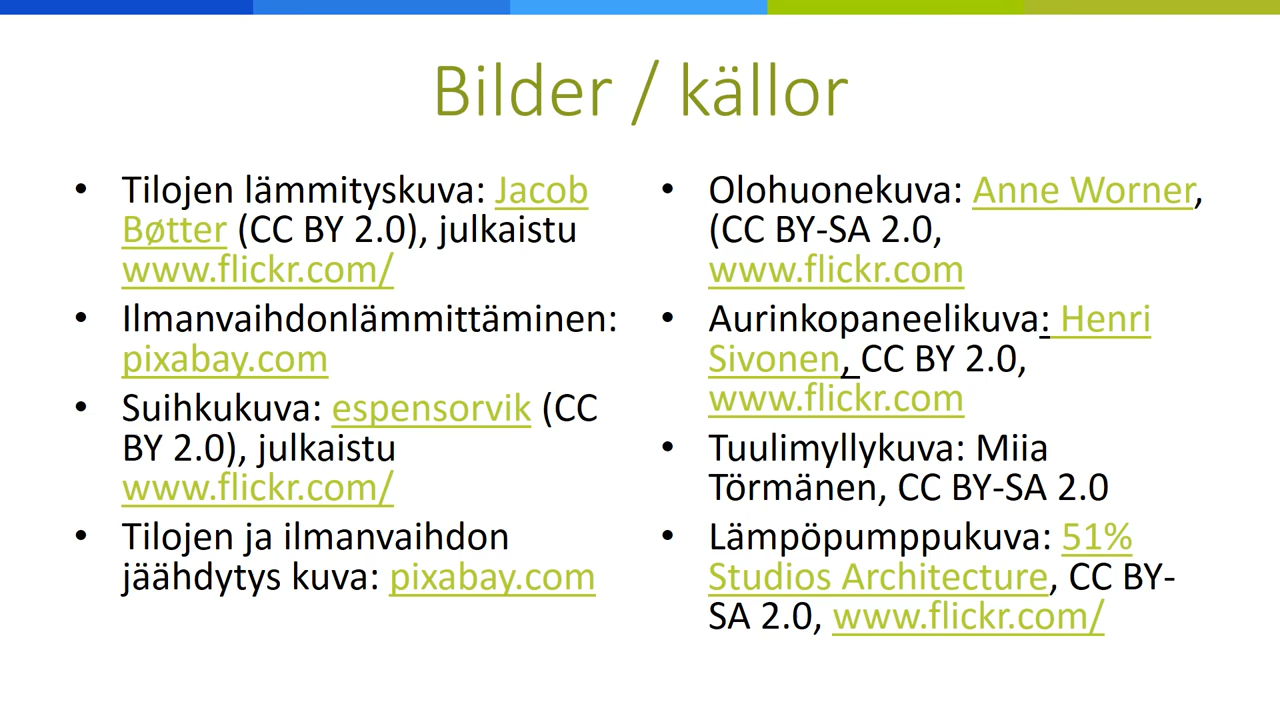 Bilder / källor
• Tilojen lämmityskuva: Jacob
Bøtter (CC BY 2.0), julkaistu
www.flickr.com/
• Ilmanvaihdonlämmittäminen:
pixabay.com
• Suihkukuva: espensorvik (CC
BY 2.0), julkaistu
www.flickr.com/
• Tilojen ja ilmanvaihdon
jäähdytys kuva: pixabay.com
• Olohuonekuva: Anne Worner,
(CC BY-SA 2.0,
www.flickr.com
• Aurinkopaneelikuva: Henri
Sivonen, CC BY 2.0,
www.flickr.com
• Tuulimyllykuva: Miia
Törmänen, CC BY-SA 2.0
• Lämpöpumppukuva: 51%
Studios Architecture, CC BY-
SA 2.0, www.flickr.com/